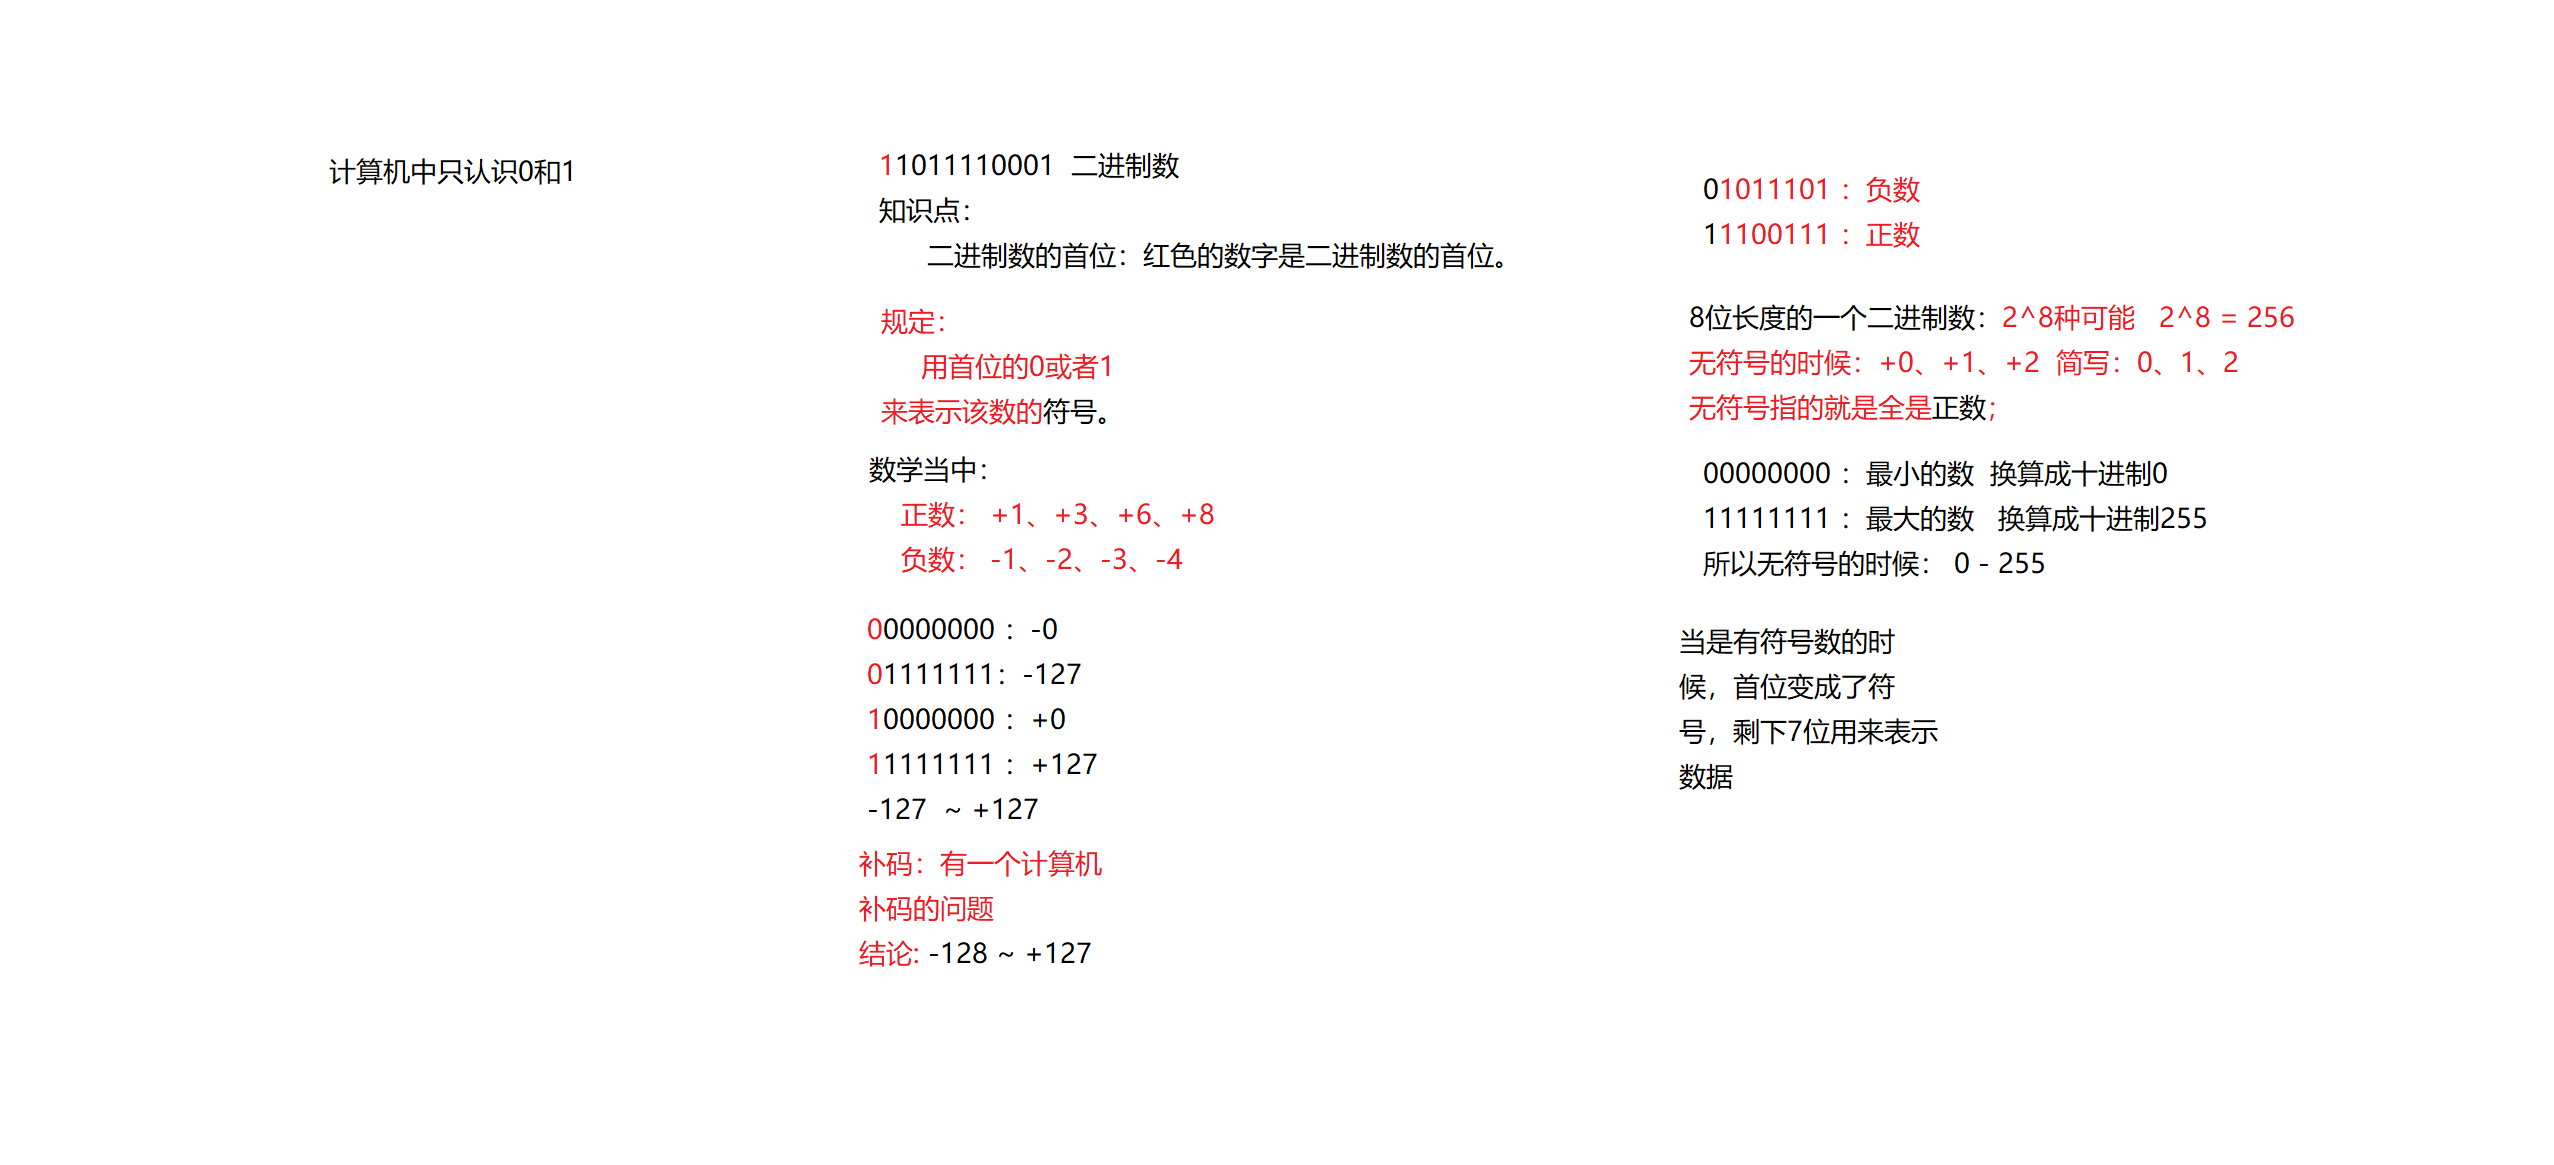 计算机中只认识0和1
11011110001 二进制数
知识点：
二进制数的首位：红色的数字是二进制数的首位。
规定：
用首位的0或者1
来表示该数的符号。
数学当中：
正数： +1、+3、+6、+8
负数： -1、-2、-3、-4
00000000 ：-0
01111111：-127
10000000 ：+0
11111111 ：+127
-127 ~ +127
补码：有一个计算机
补码的问题
结论: -128 ~ +127
01011101 ：负数
11100111 ：正数
8位长度的一个二进制数：2^8种可能 2^8 = 256
无符号的时候：+0、+1、+2 简写：0、1、2
无符号指的就是全是正数；
00000000 ：最小的数 换算成十进制0
11111111 ：最大的数 换算成十进制255
所以无符号的时候： 0 - 255
当是有符号数的时
候，首位变成了符
号，剩下7位用来表示
数据